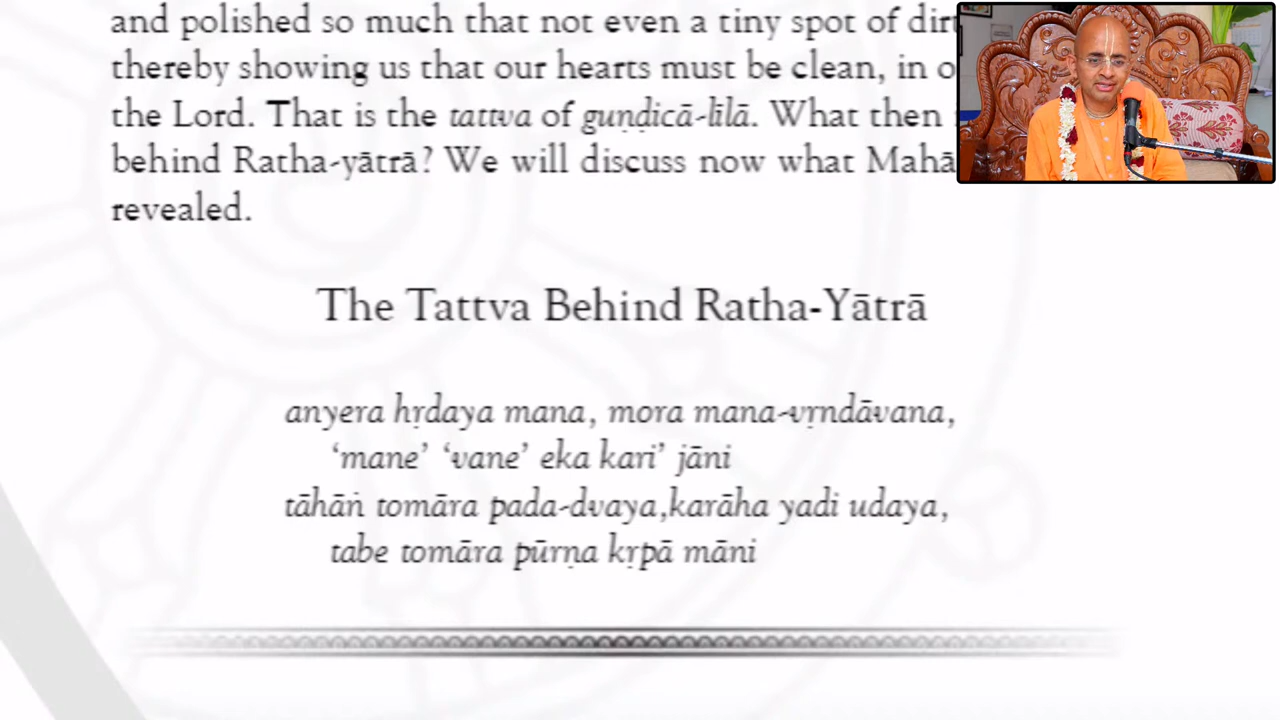 and polished so much that not even a tiny spot of dirt
thereby showing us that our hearts must be clean, in o
the Lord. That is the tattva of guṇḍicā-līlā. What then
behind Ratha-yātrā? We will discuss now what Mahā
revealed.
The Tattva Behind Ratha-Yātrā
anyera hṛdaya mana, mora mana-vṛndāvana,
‘mane’ ‘vane’ eka kari’ jāni
tāhāṅ tomāra pada-dvaya,karāha yadi udaya,
tabe tomāra pūrṇa kṛpā māni